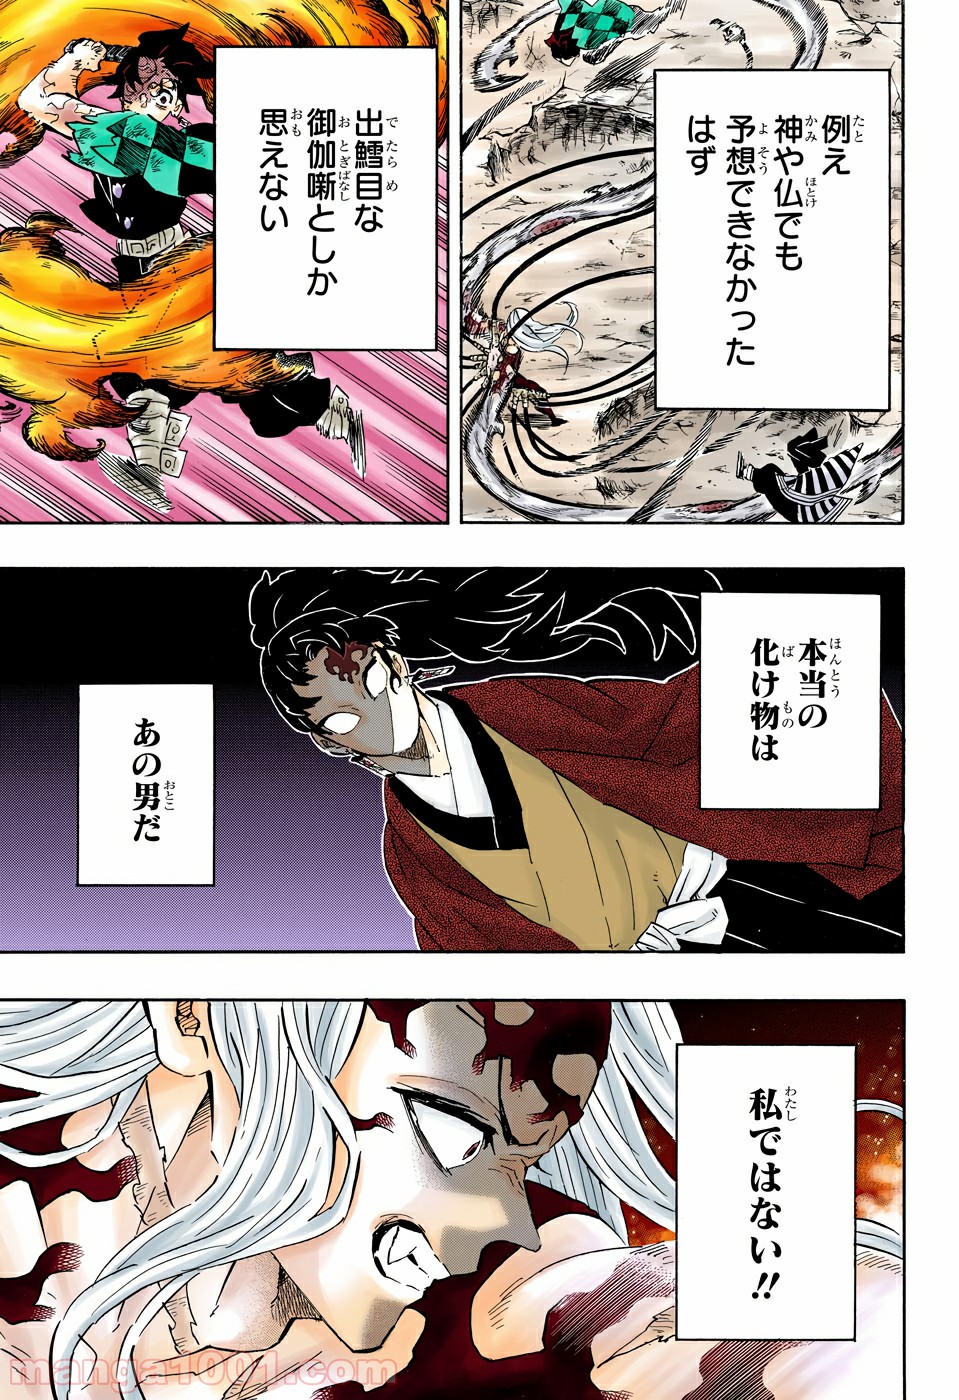 例え
神や仏でも
予想できなかった
はず
出鱈目な
御伽噺としか
思えない
本当の
化け物は
あの男だ
私ではない!!
manga1001.com